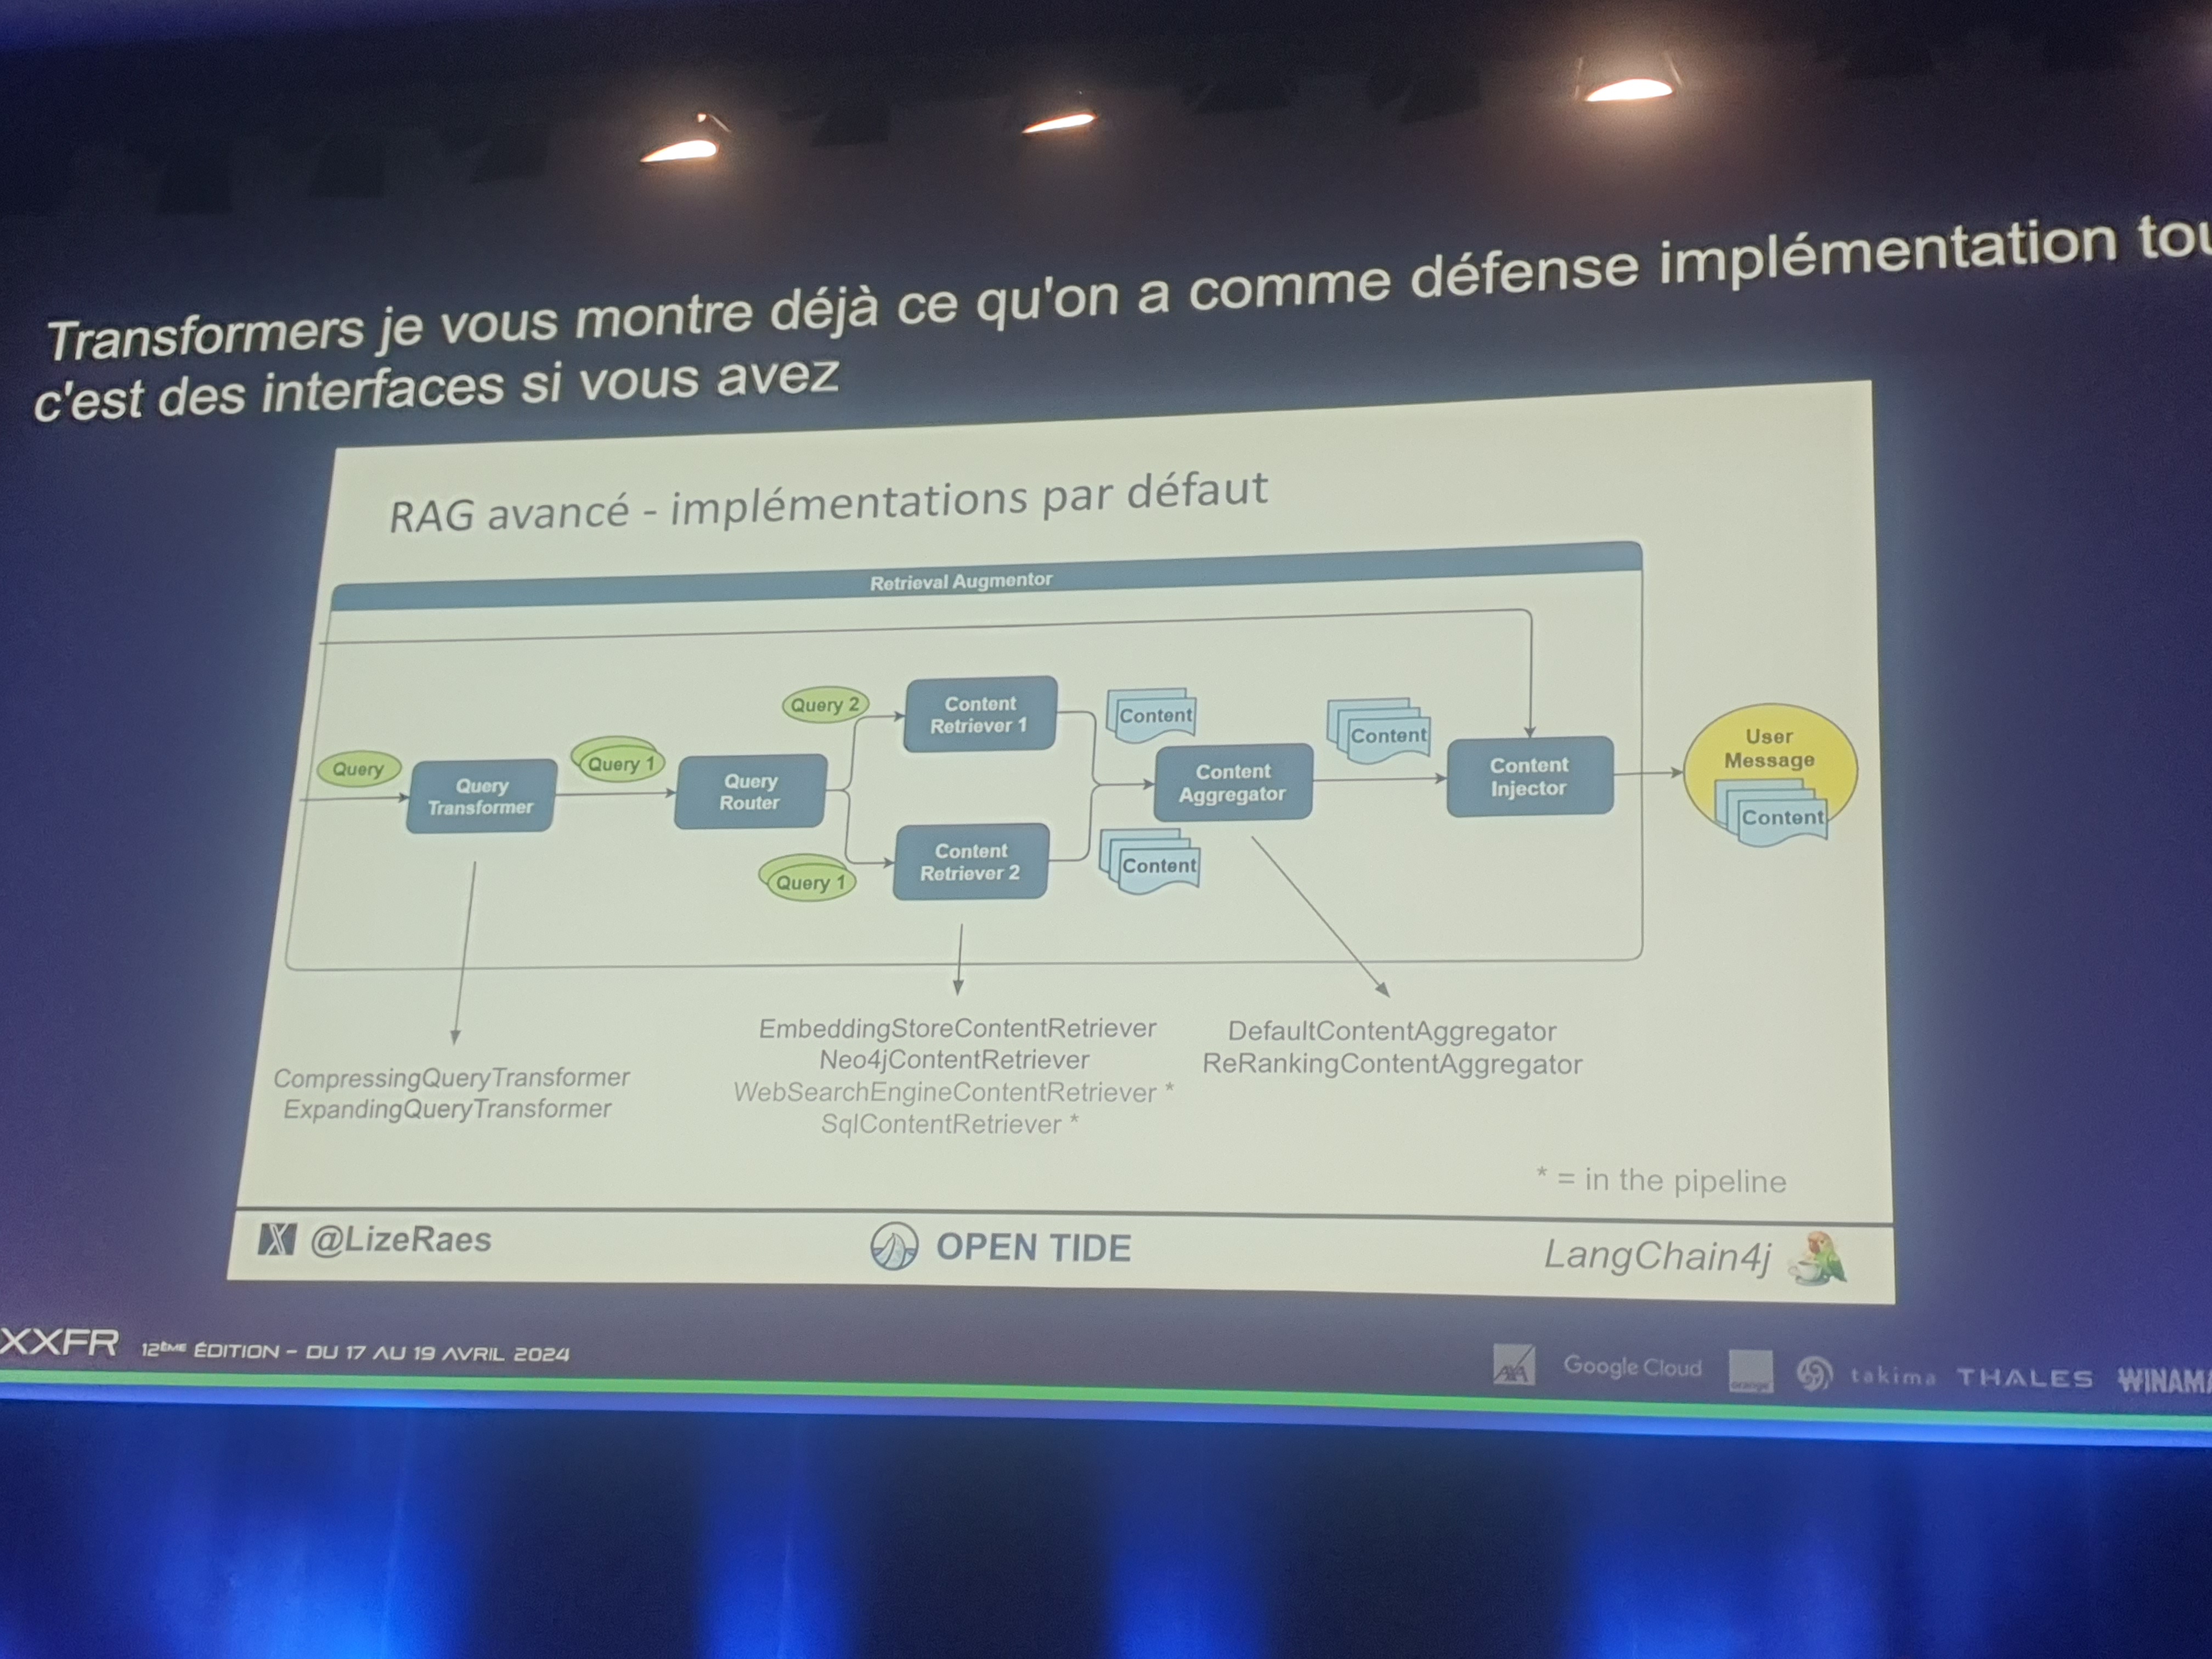 Transformers je vous montre déjà ce qu'on a comme défense implémentation tou
c'est des interfaces si vous avez
RAG avancé - implémentations par défaut
Retrieval Augmentor
Query
Query
Transformer
Query 1
Query
Router
Query 2
Query 1
Content
Retriever 1
Content
Retriever 2
Content
Content
Content
Aggregator
Content
Content
Injector
User
Message
Content
CompressingQueryTransformer
ExpandingQueryTransformer
EmbeddingStoreContentRetriever
Neo4jContentRetriever
WebSearchEngineContentRetriever *
SqlContentRetriever *
DefaultContentAggregator
ReRankingContentAggregator
* = in the pipeline
X @LizeRaes
OPEN TIDE
LangChain4j
XXFR 12ÈME ÉDITION – DU 17 AU 19 AVRIL 2024
AXA Google Cloud orange takima THALES WINAMA